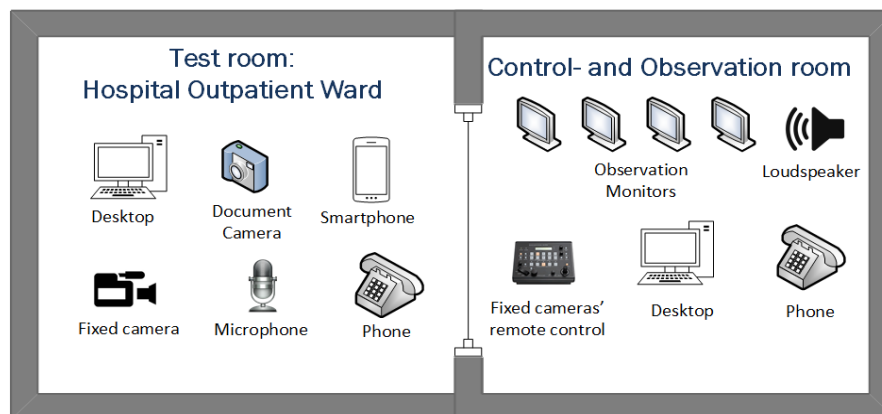 Test room:
Hospital Outpatient Ward
Desktop
Document
Camera
Smartphone
Fixed camera
Microphone
Phone
Control- and Observation room
Observation
Monitors
Loudspeaker
Fixed cameras’
remote control
Desktop
Phone